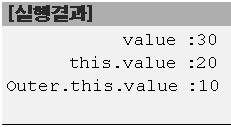 [실행결과]
value :30
this.value :20
Outer.this.value :10